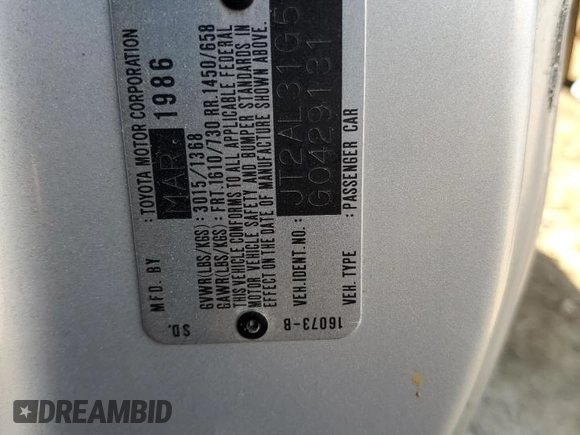 MFD. BY : TOYOTA MOTOR CORPORATION
MAR. 1986
GVWR(LBS/KGS) : 3015/1368
GAWR(LBS/KGS) : FRT.1610/730 RR.1450/658
THIS VEHICLE CONFORMS TO ALL APPLICABLE FEDERAL
MOTOR VEHICLE SAFETY AND BUMPER STANDARDS IN
EFFECT ON THE DATE OF MANUFACTURE SHOWN ABOVE.
VEH.IDENT. NO. : JT2AL31G5
G0429131
VEH. TYPE : PASSENGER CAR
S D.
16073-B
DREAMBID